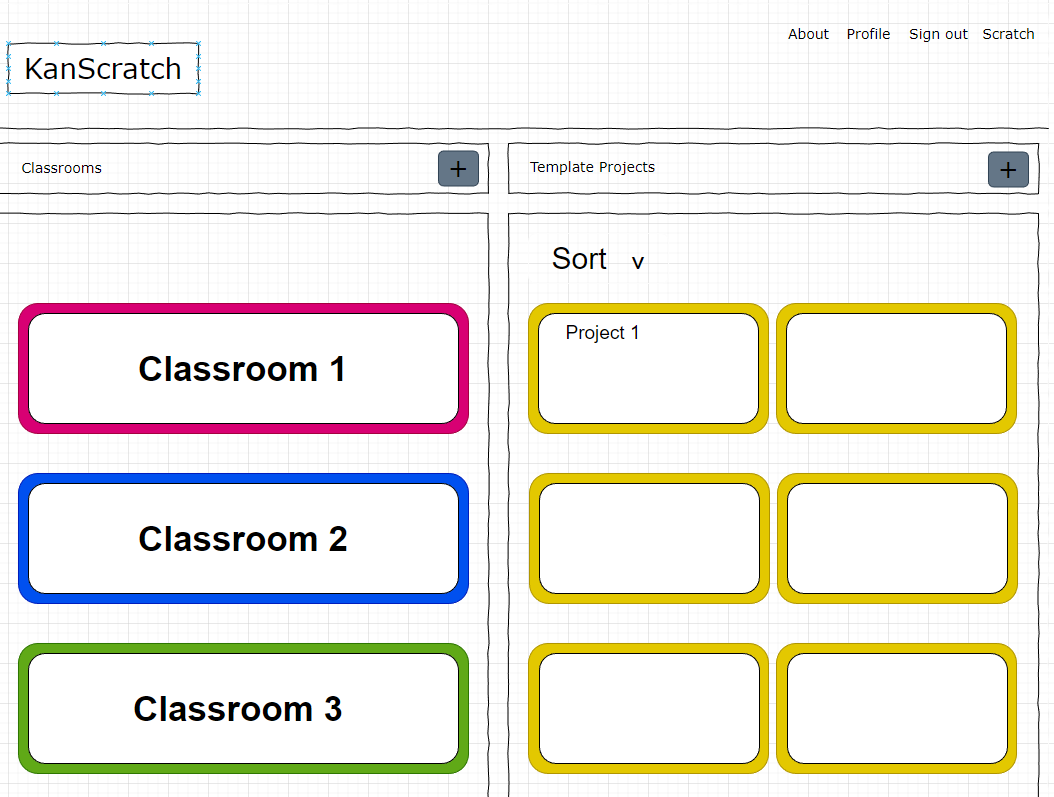 About Profile Sign out Scratch
KanScratch
Classrooms +
Template Projects +
Sort v
Classroom 1
Project 1
Classroom 2
Classroom 3